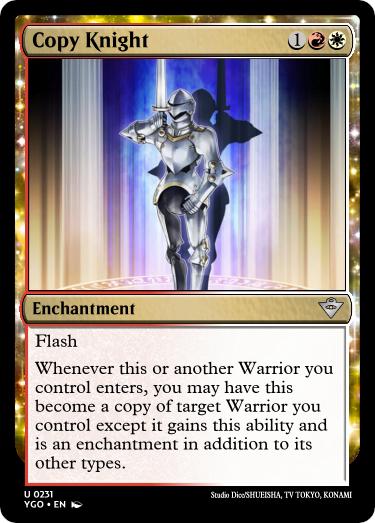 Copy Knight 1
Enchantment
Flash
Whenever this or another Warrior you
control enters, you may have this
become a copy of target Warrior you
control except it gains this ability and
is an enchantment in addition to its
other types.
U 0231
YGO • EN
Studio Dice/SHUEISHA, TV TOKYO, KONAMI